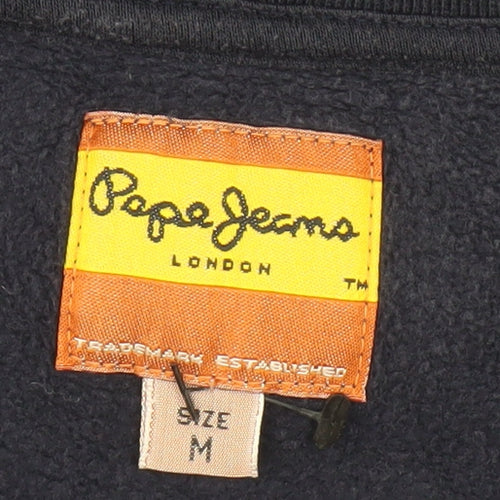 Pepe Jeans
LONDON
TM
TRADEMARK ESTABLISHED
SIZE
M